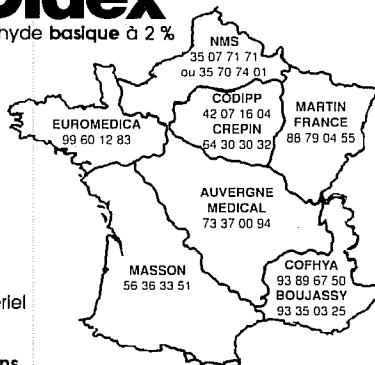 hyde basique à 2 %
NMS
35 07 71 71
ou 35 70 74 01
CODIPP
42 07 16 04
CREPIN
64 30 30 32
MARTIN
FRANCE
88 79 04 55
EUROMEDICA
99 60 12 83
AUVERGNE
MEDICAL
73 37 00 94
MASSON
56 36 33 51
COFHYA
93 89 67 50
BOUJASSY
93 35 03 25
ériel
ns